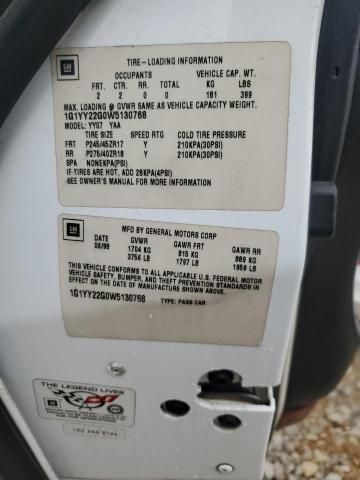 GM
TIRE-LOADING INFORMATION
OCCUPANTS VEHICLE CAP. WT.
FRT. CTR. RR. TOTAL KG LBS
2 0 0 2 181 399
MAX. LOADING @ GVWR SAME AS VEHICLE CAPACITY WEIGHT.
1G1YY22G0W5130768
MODEL: YY07 YAA
TIRE SIZE SPEED RTG COLD TIRE PRESSURE
FRT P245/45ZR17 Y 210KPA(30PSI)
RR P275/40ZR18 Y 210KPA(30PSI)
SPA NONEKPA(PSI)
IF TIRES ARE HOT, ADD 28KPA(4PSI)
SEE OWNER'S MANUAL FOR MORE INFORMATION
GM
MFD BY GENERAL MOTORS CORP
DATE GVWR GAWR FRT GAWR RR
1704 KG 815 KG 889 KG
3756 LB 1797 LB 1959 LB
THIS VEHICLE CONFORMS TO ALL APPLICABLE U.S. FEDERAL MOTOR
VEHICLE SAFETY, BUMPER, AND THEFT PREVENTION STANDARDS IN
EFFECT ON THE DATE OF MANUFACTURE SHOWN ABOVE.
1G1YY22G0W5130768
TYPE: PASS CAR
THE LEGEND LIVES
GM